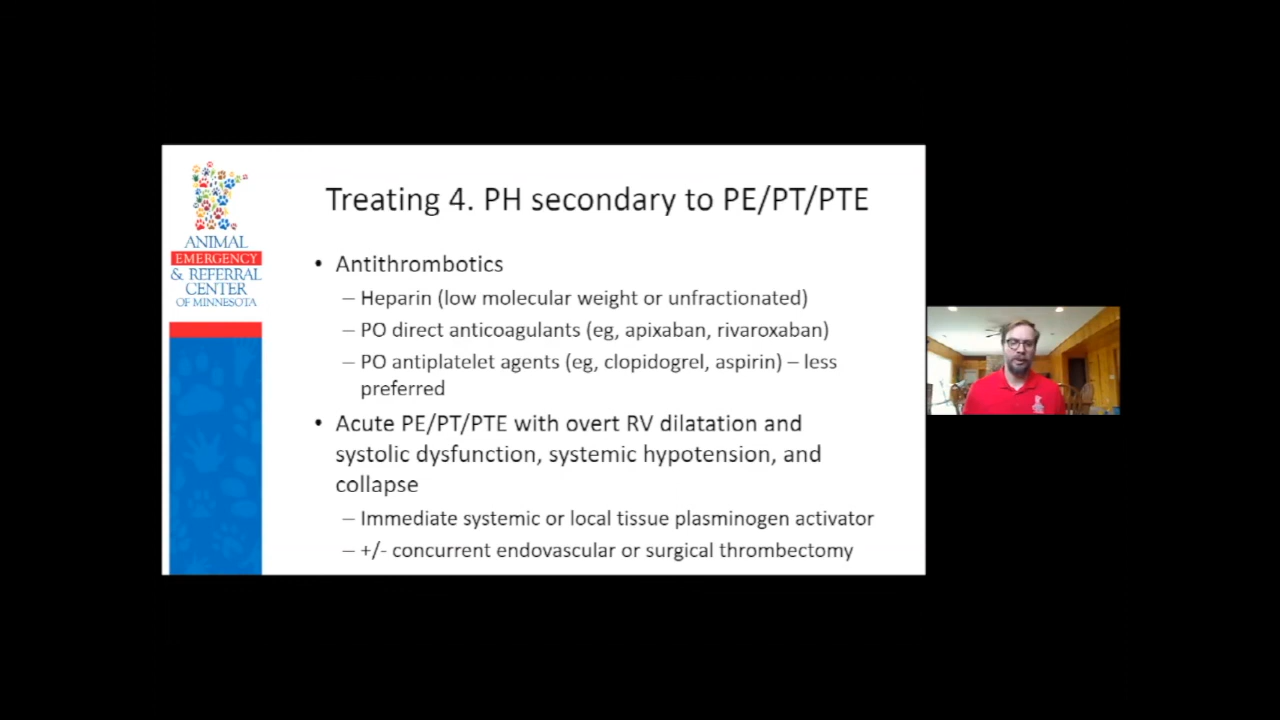 ANIMAL
EMERGENCY
& REFERRAL
CENTER
OF MINNESOTA
Treating 4. PH secondary to PE/PT/PTE
• Antithrombotics
– Heparin (low molecular weight or unfractionated)
– PO direct anticoagulants (eg, apixaban, rivaroxaban)
– PO antiplatelet agents (eg, clopidogrel, aspirin) – less
preferred
• Acute PE/PT/PTE with overt RV dilatation and
systolic dysfunction, systemic hypotension, and
collapse
– Immediate systemic or local tissue plasminogen activator
– +/- concurrent endovascular or surgical thrombectomy